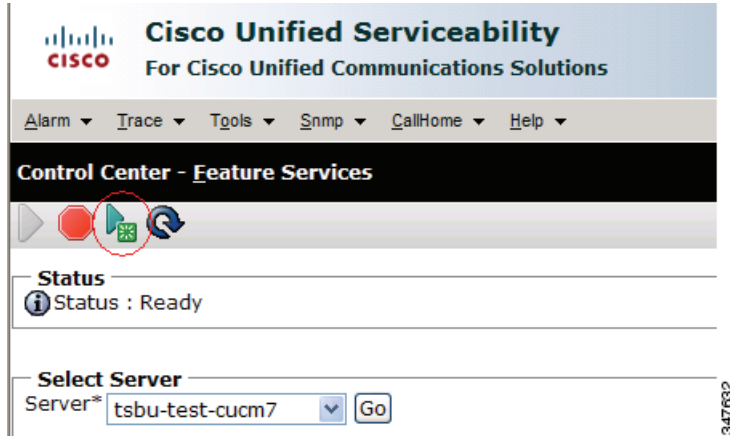 Cisco Unified Serviceability
CISCO
For Cisco Unified Communications Solutions
Alarm Trace Tools Snmp CallHome Help
Control Center - Feature Services
Status
Status : Ready
Select Server
Server* tsbu-test-cucm7 Go
347632